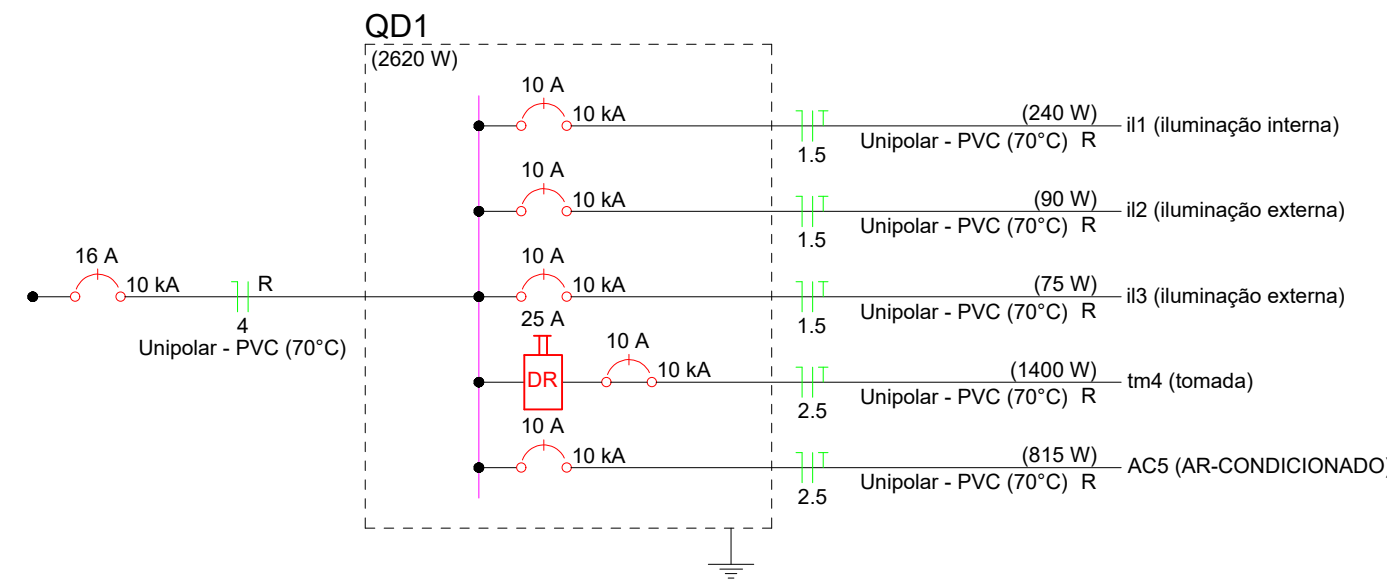 QD1
(2620 W)
10 A
10 kA
(240 W)
il1 (iluminação interna)
1.5
Unipolar - PVC (70°C) R
10 A
10 kA
(90 W)
il2 (iluminação externa)
1.5
Unipolar - PVC (70°C) R
16 A
10 kA
R
4
Unipolar - PVC (70°C)
10 A
10 kA
(75 W)
il3 (iluminação externa)
1.5
Unipolar - PVC (70°C) R
25 A
DR
10 A
10 kA
(1400 W)
tm4 (tomada)
2.5
Unipolar - PVC (70°C) R
10 A
10 kA
(815 W)
AC5 (AR-CONDICIONADO)
2.5
Unipolar - PVC (70°C) R